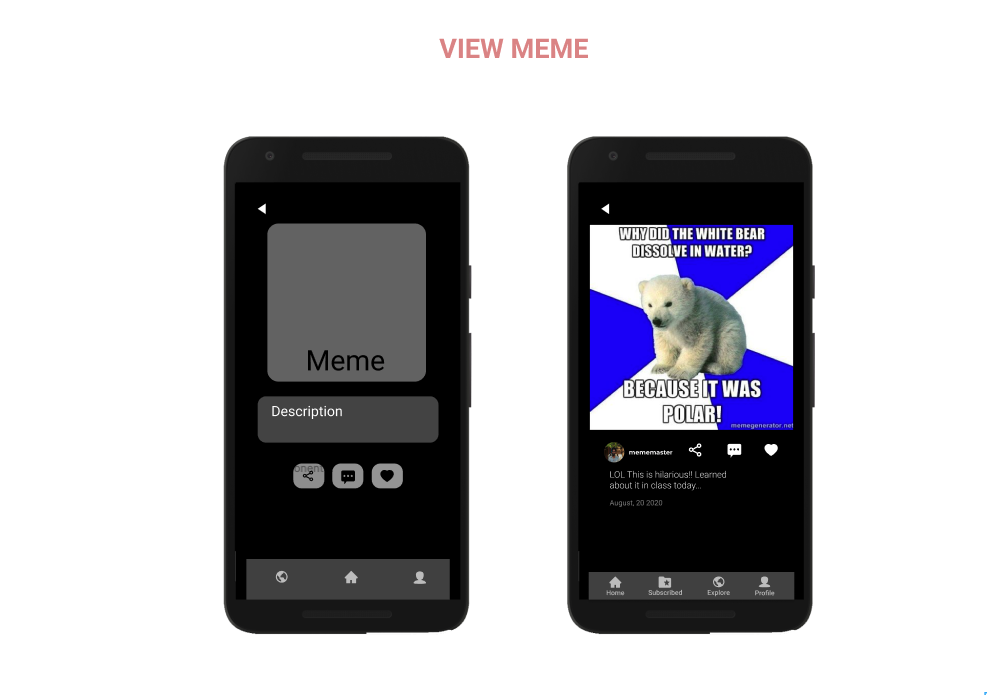 VIEW MEME
Meme
Description
onent
WHY DID THE WHITE BEAR
DISSOLVE IN WATER?
BECAUSE IT WAS
POLAR!
memegenerator.net
mememaster
LOL This is hilarious!! Learned
about it in class today...
August, 20 2020
Home Subscribed Explore Profile